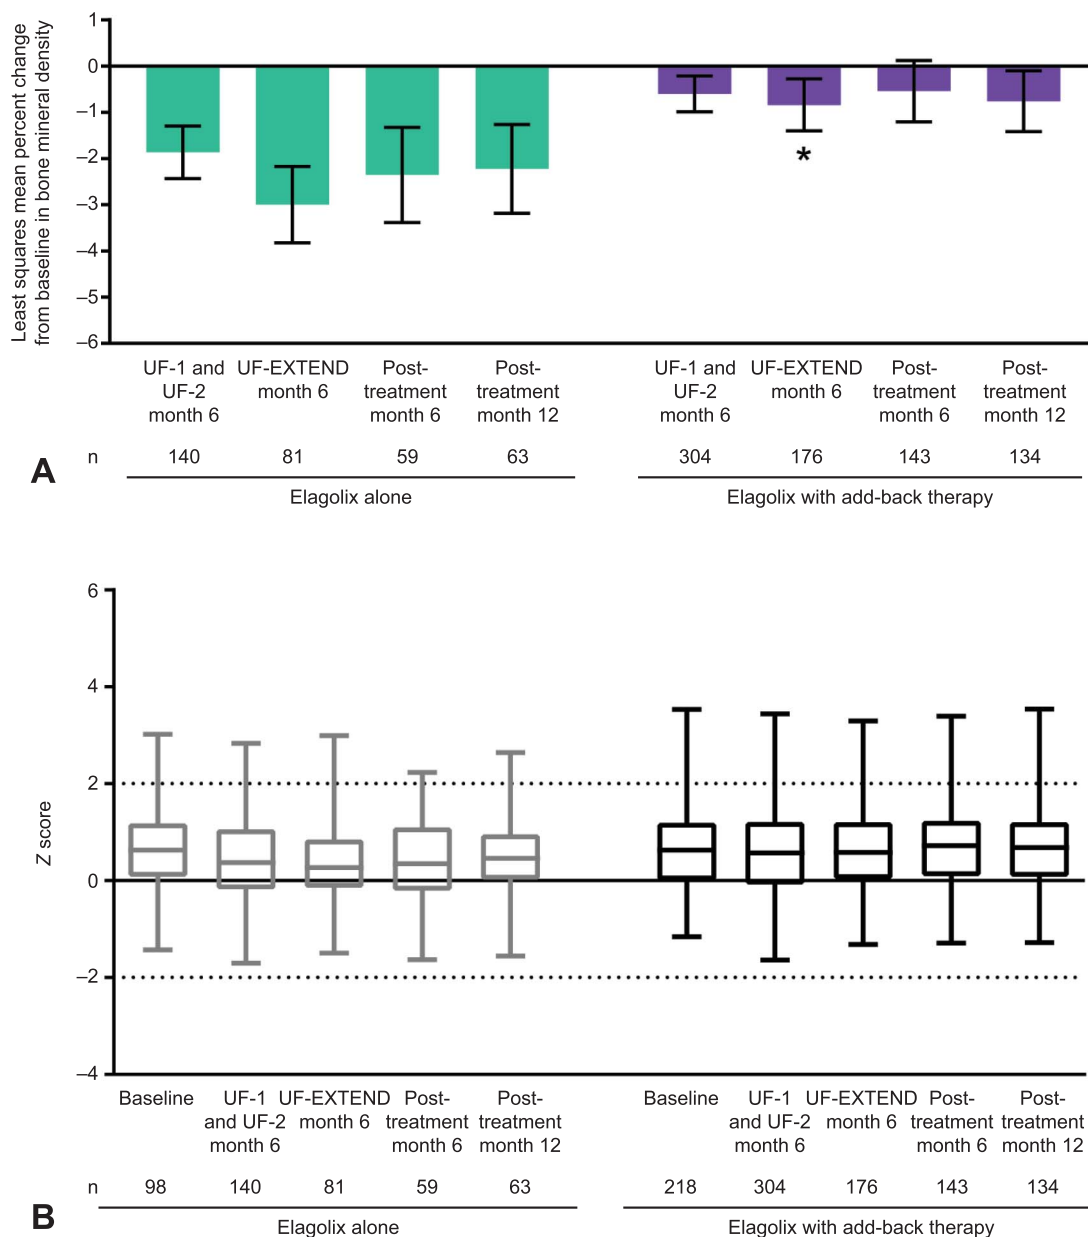 Least squares mean percent change
from baseline in bone mineral density
1
0
–1
–2
–3
–4
–5
–6
*
UF-1 and
UF-2
month 6
UF-EXTEND
month 6
Post-
treatment
month 6
Post-
treatment
month 12
UF-1 and
UF-2
month 6
UF-EXTEND
month 6
Post-
treatment
month 6
Post-
treatment
month 12
A
n 140 81 59 63 304 176 143 134
Elagolix alone Elagolix with add-back therapy
Z score
6
4
2
0
–2
–4
Baseline
UF-1
and UF-2
month 6
UF-EXTEND
month 6
Post-
treatment
month 6
Post-
treatment
month 12
Baseline
UF-1
and UF-2
month 6
UF-EXTEND
month 6
Post-
treatment
month 6
Post-
treatment
month 12
n 98 140 81 59 63 218 304 176 143 134
B
Elagolix alone Elagolix with add-back therapy